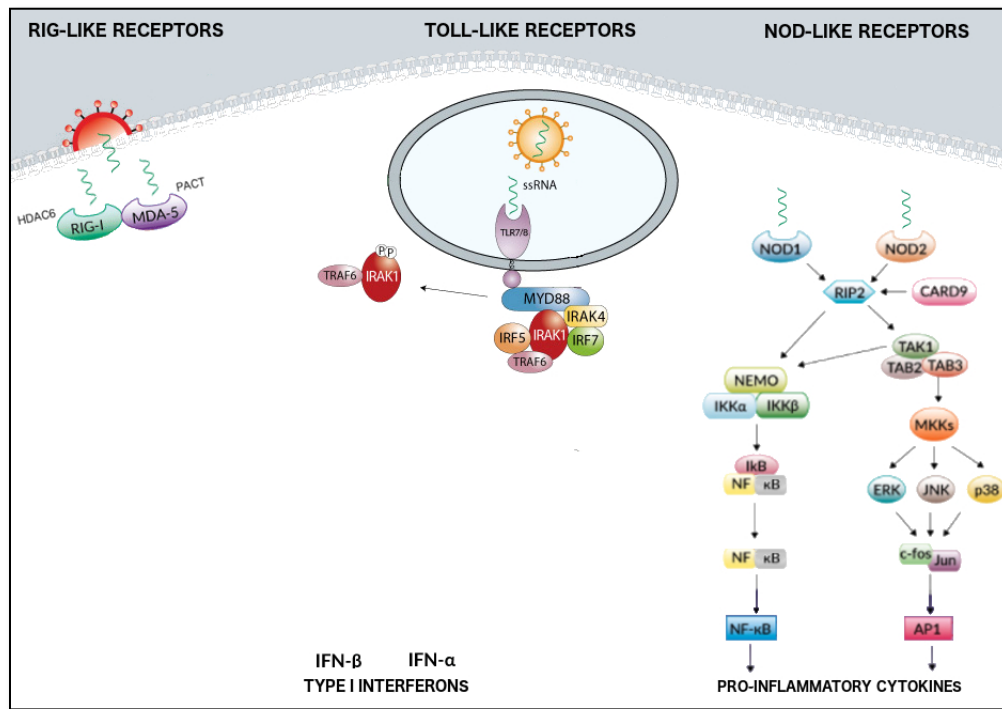 RIG-LIKE RECEPTORS
TOLL-LIKE RECEPTORS
NOD-LIKE RECEPTORS
HDAC6
RIG-I
MDA-5
PACT
ssRNA
TLR7/8
P P
TRAF6
IRAK1
MYD88
IRAK4
IRF5
IRAK1
IRF7
TRAF6
NOD1
NOD2
RIP2
CARD9
TAK1
TAB2
TAB3
NEMO
IKKα
IKKβ
MKKs
IkB
NF
κB
ERK
JNK
p38
NF
κB
c-fos
Jun
NF-κB
AP1
IFN-β
IFN-α
TYPE I INTERFERONS
PRO-INFLAMMATORY CYTOKINES